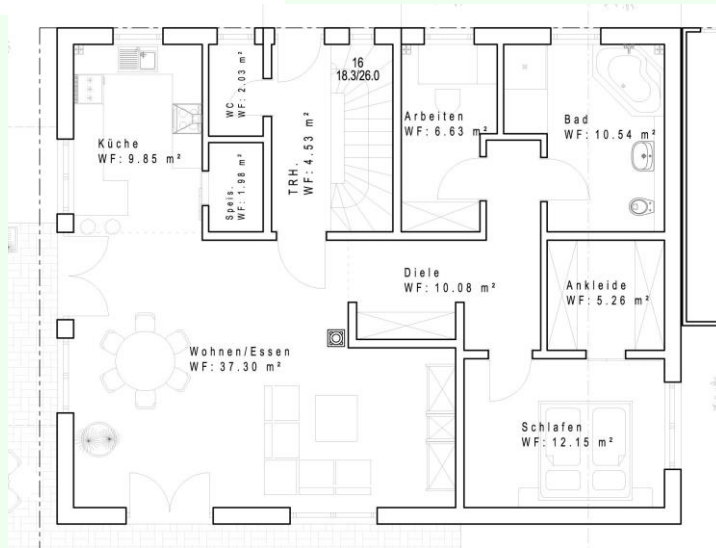 16
18.3/26.0
WC
WF: 2.03 m²
Küche
WF: 9.85 m²
TRH.
WF: 4.53 m²
Arbeiten
WF: 6.63 m²
Bad
WF: 10.54 m²
Speis.
WF: 1.98 m²
Diele
WF: 10.08 m²
Ankleide
WF: 5.26 m²
Wohnen/Essen
WF: 37.30 m²
Schlafen
WF: 12.15 m²